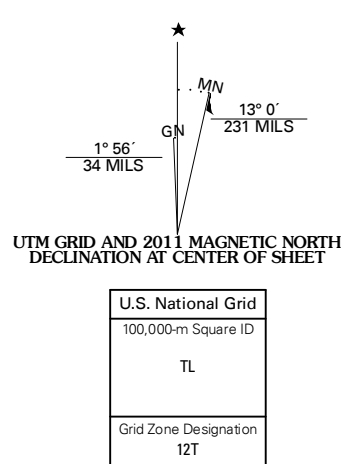 MN
13° 0´
231 MILS
GN
1° 56´
34 MILS
UTM GRID AND 2011 MAGNETIC NORTH
DECLINATION AT CENTER OF SHEET
U.S. National Grid
100,000-m Square ID
TL
Grid Zone Designation
12T